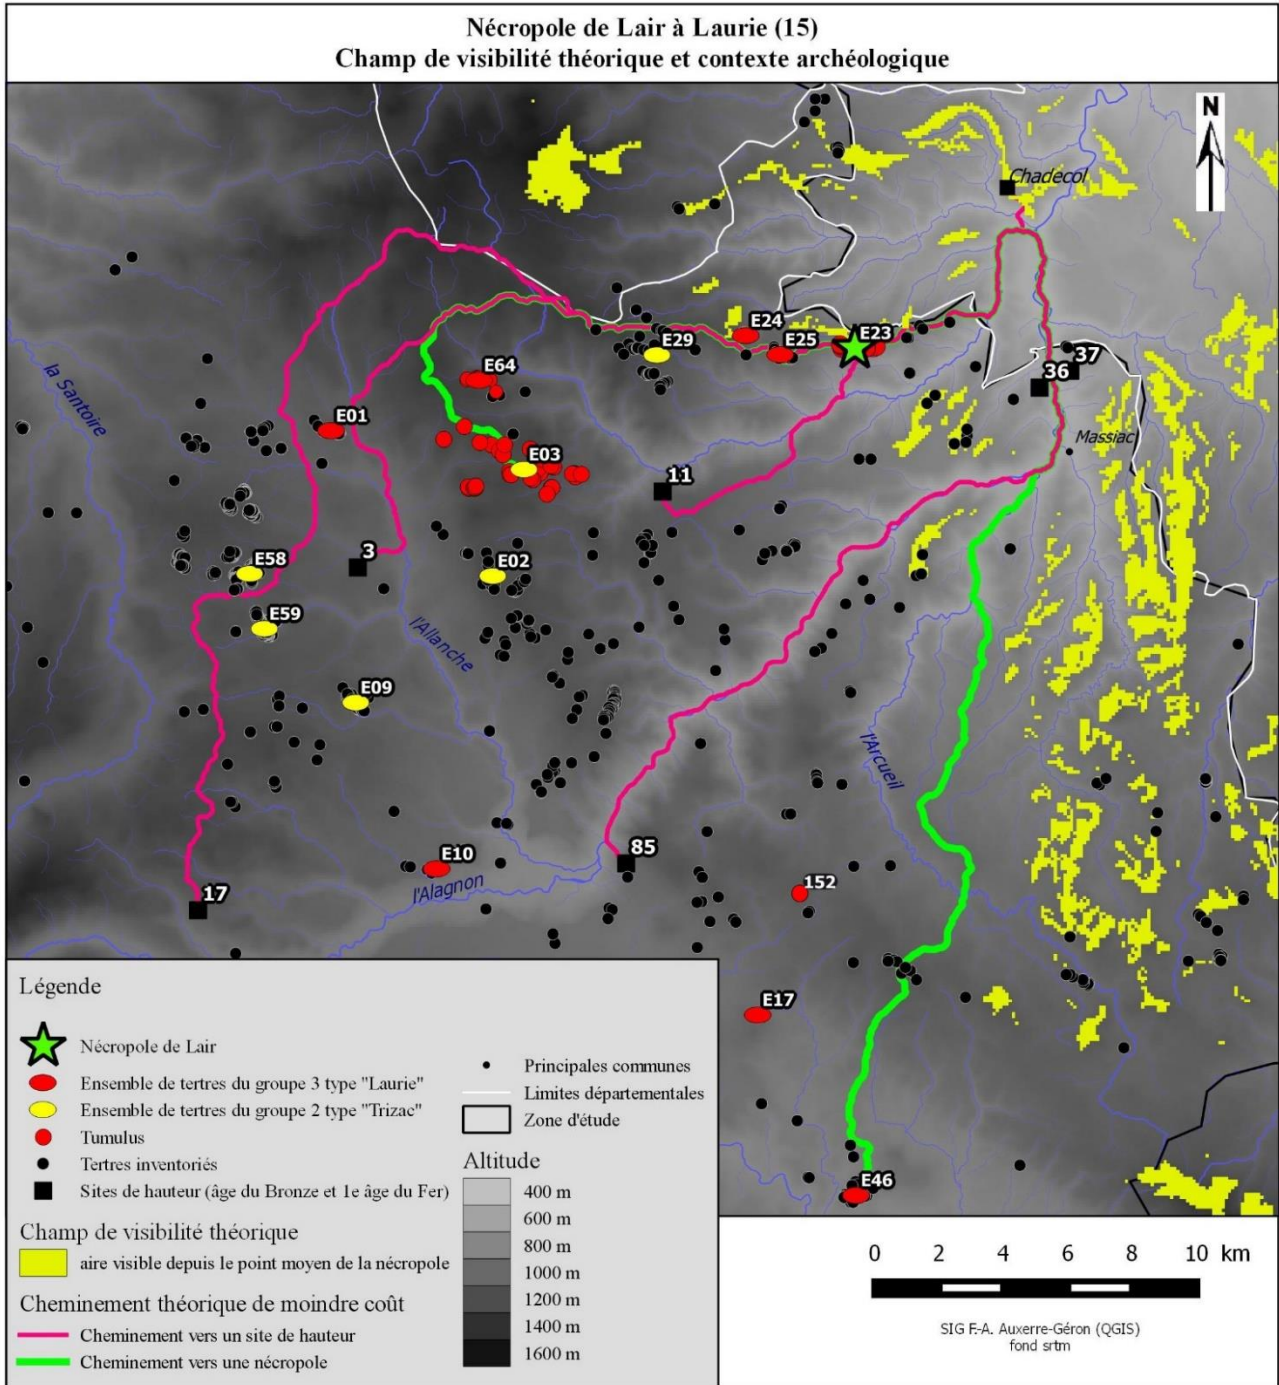 Nécropole de Lair à Laurie (15)
Champ de visibilité théorique et contexte archéologique
N
Chadecol
E24
E23
E25
E29
37
36
E64
la Santoire
E01
Massiac
E03
11
3
E58
E02
E59
l'Allanche
E09
l'Arcueil
85
E10
152
l'Alagnon
17
E17
E46
Légende
Nécropole de Lair
Ensemble de tertres du groupe 3 type "Laurie"
Ensemble de tertres du groupe 2 type "Trizac"
Tumulus
Tertres inventoriés
Sites de hauteur (âge du Bronze et 1e âge du Fer)
Champ de visibilité théorique
aire visible depuis le point moyen de la nécropole
Cheminement théorique de moindre coût
Cheminement vers un site de hauteur
Cheminement vers une nécropole
Principales communes
Limites départementales
Zone d'étude
Altitude
400 m
600 m
800 m
1000 m
1200 m
1400 m
1600 m
0 2 4 6 8 10 km
SIG F.-A. Auxerre-Géron (QGIS)
fond srtm